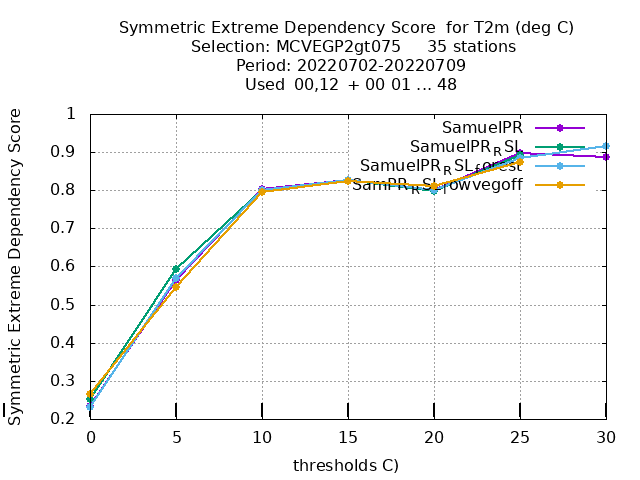 Symmetric Extreme Dependency Score for T2m (deg C)
Selection: MCVEGP2gt075 35 stations
Period: 20220702-20220709
Used 00,12 + 00 01 ... 48
Symmetric Extreme Dependency Score
1
0.9
0.8
0.7
0.6
0.5
0.4
0.3
0.2
SamuelPR
SamuelPR_RSL
SamuelPR_RSL_forest
SamPR_RSL_lowvegoff
0 5 10 15 20 25 30
thresholds C)